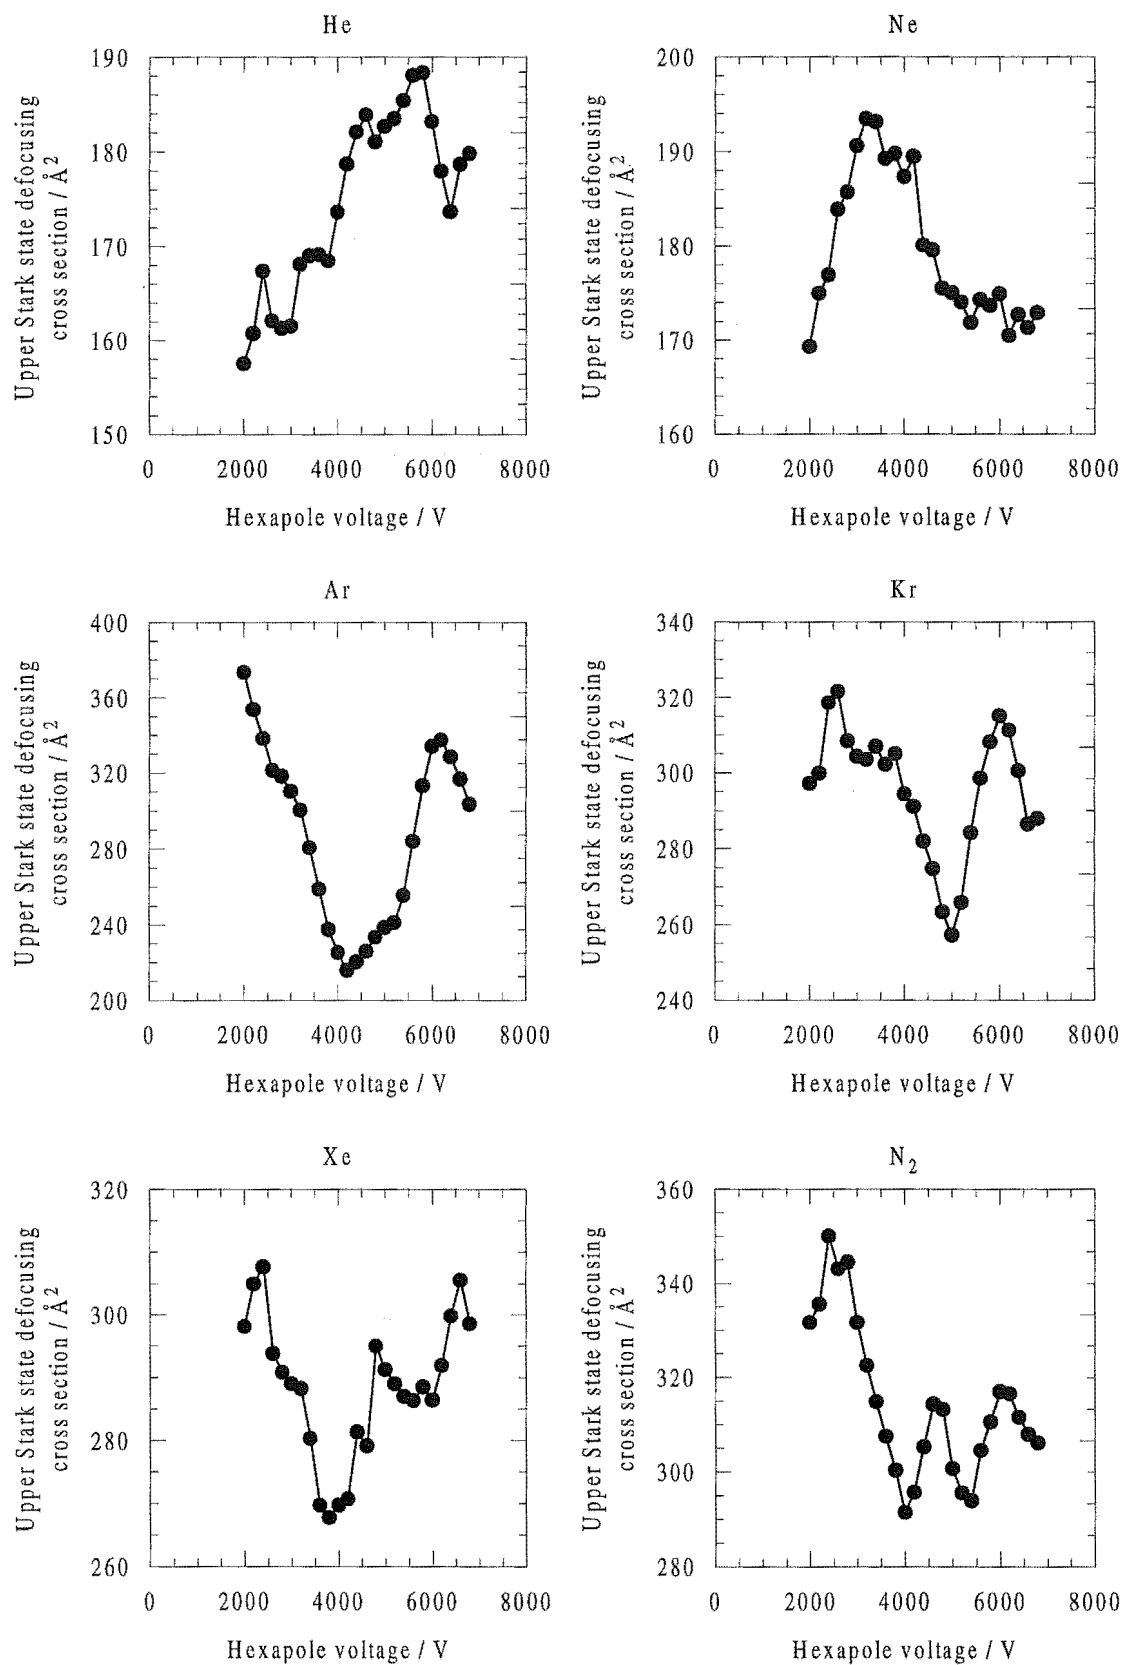 He
Upper Stark state defocusing
cross section / Å²
190
180
170
160
150
0 2000 4000 6000 8000
Hexapole voltage / V
Ne
Upper Stark state defocusing
cross section / Å²
200
190
180
170
160
0 2000 4000 6000 8000
Hexapole voltage / V
Ar
Upper Stark state defocusing
cross section / Å²
400
360
320
280
240
200
0 2000 4000 6000 8000
Hexapole voltage / V
Kr
Upper Stark state defocusing
cross section / Å²
340
320
300
280
260
240
0 2000 4000 6000 8000
Hexapole voltage / V
Xe
Upper Stark state defocusing
cross section / Å²
320
300
280
260
0 2000 4000 6000 8000
Hexapole voltage / V
N₂
Upper Stark state defocusing
cross section / Å²
360
340
320
300
280
0 2000 4000 6000 8000
Hexapole voltage / V